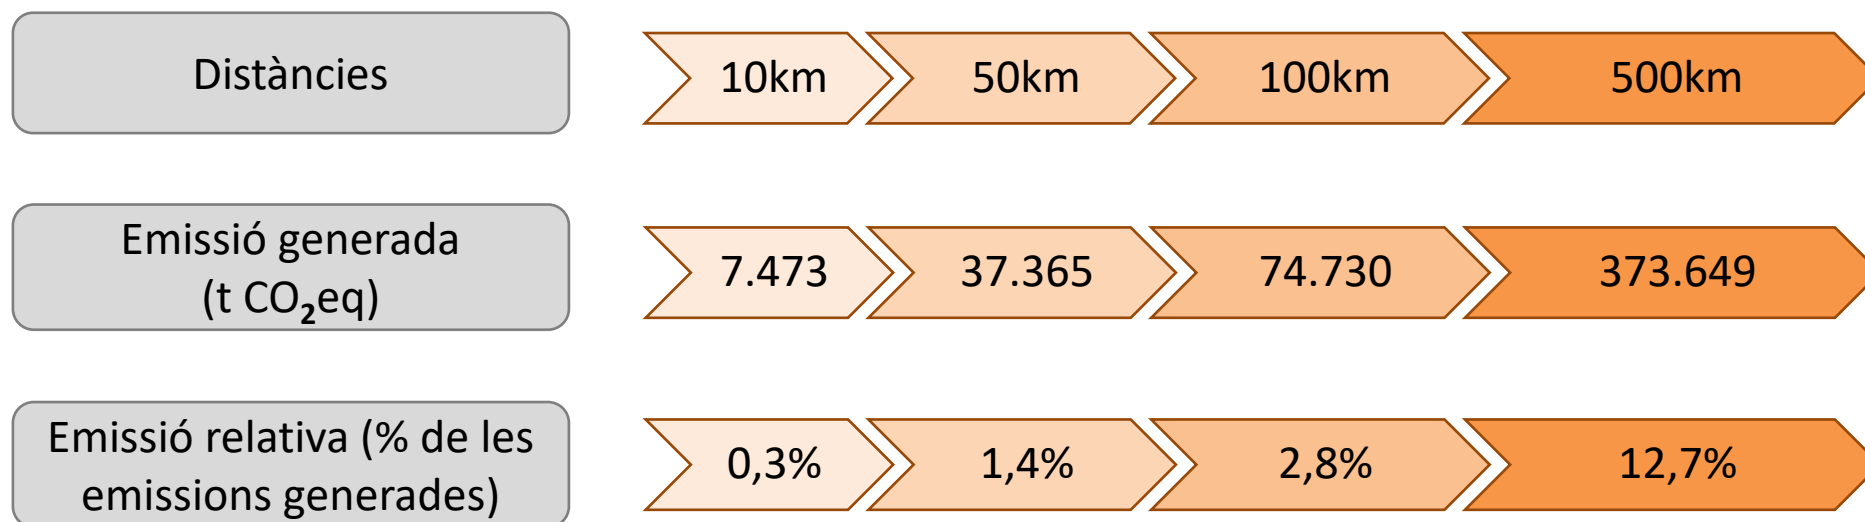 Distàncies
10km 50km 100km 500km
Emissió generada
(t CO₂eq)
7.473 37.365 74.730 373.649
Emissió relativa (% de les
emissions generades)
0,3% 1,4% 2,8% 12,7%